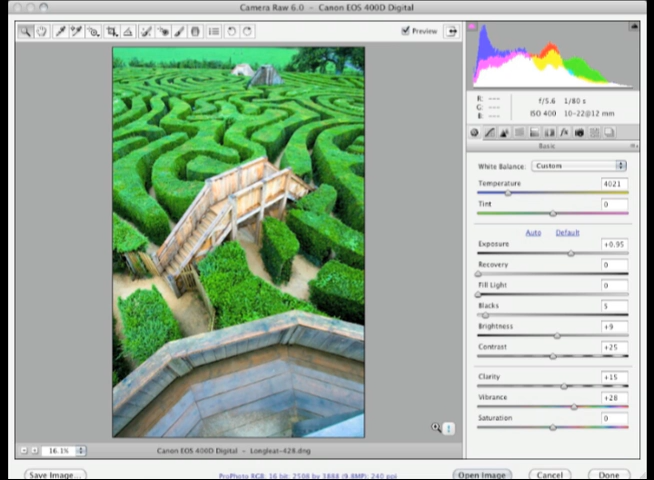 Camera Raw 6.0 – Canon EOS 400D Digital
Preview
R: ---
G: ---
B: ---
f/5.6 1/80 s
ISO 400 10-22@12 mm
Basic
White Balance: Custom
Temperature 4021
Tint 0
Auto Default
Exposure +0.95
Recovery 0
Fill Light 0
Blacks 5
Brightness +9
Contrast +25
Clarity +15
Vibrance +28
Saturation 0
16.1%
Canon EOS 400D Digital – Longleat-428.dng
Save Image...
ProPhoto RGB; 16 bit; 2508 by 3888 (9.8MP); 240 ppi
Open Image
Cancel
Done